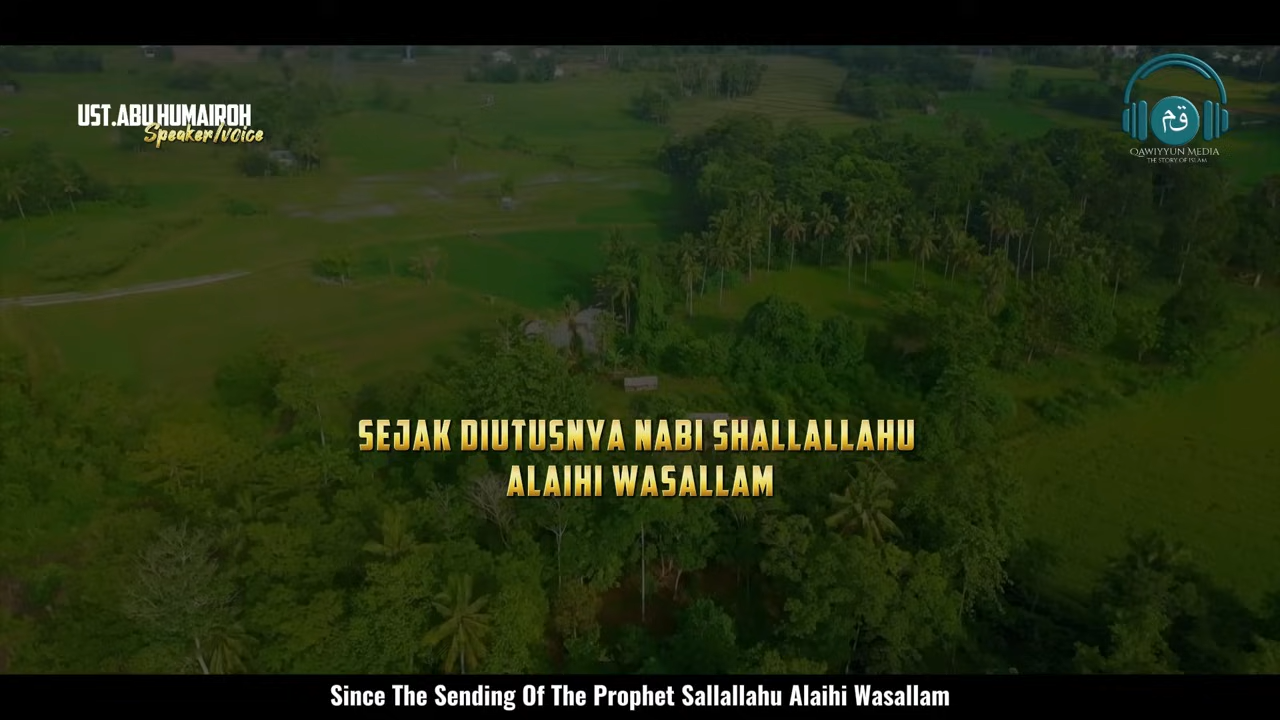 UST.ABU HUMAIROH
Speaker/voice
قم
QAWIYYUN MEDIA
THE STORY OF ISLAM
SEJAK DIUTUSNYA NABI SHALLALLAHU
ALAIHI WASALLAM
Since The Sending Of The Prophet Sallallahu Alaihi Wasallam